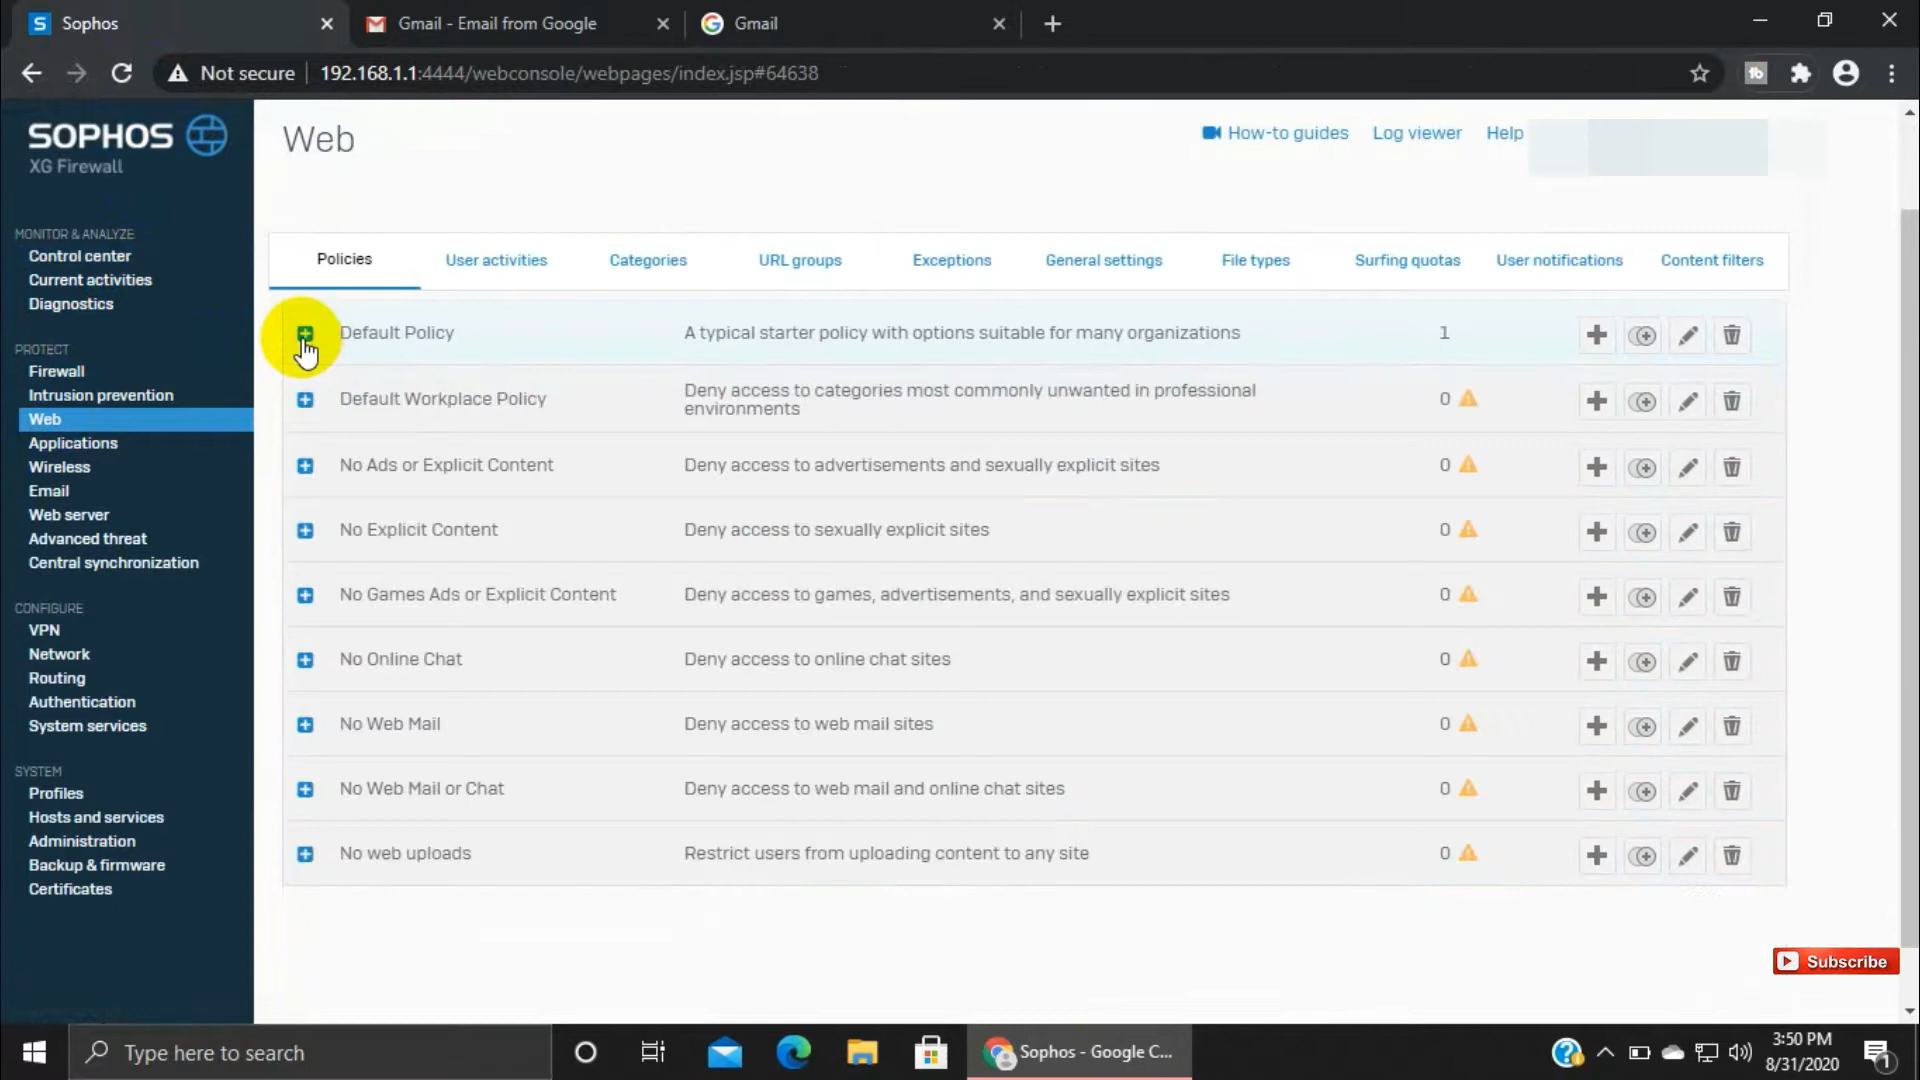 Sophos
Gmail - Email from Google
Gmail
Not secure
192.168.1.1:4444/webconsole/webpages/index.jsp#64638
SOPHOS
XG Firewall
MONITOR & ANALYZE
Control center
Current activities
Diagnostics
PROTECT
Firewall
Intrusion prevention
Web
Applications
Wireless
Email
Web server
Advanced threat
Central synchronization
CONFIGURE
VPN
Network
Routing
Authentication
System services
SYSTEM
Profiles
Hosts and services
Administration
Backup & firmware
Certificates
Web
How-to guides
Log viewer
Help
Policies
User activities
Categories
URL groups
Exceptions
General settings
File types
Surfing quotas
User notifications
Content filters
Default Policy
A typical starter policy with options suitable for many organizations
1
Default Workplace Policy
Deny access to categories most commonly unwanted in professional
environments
0
No Ads or Explicit Content
Deny access to advertisements and sexually explicit sites
0
No Explicit Content
Deny access to sexually explicit sites
0
No Games Ads or Explicit Content
Deny access to games, advertisements, and sexually explicit sites
0
No Online Chat
Deny access to online chat sites
0
No Web Mail
Deny access to web mail sites
0
No Web Mail or Chat
Deny access to web mail and online chat sites
0
No web uploads
Restrict users from uploading content to any site
0
Subscribe
Type here to search
Sophos - Google C...
3:50 PM
8/31/2020
1